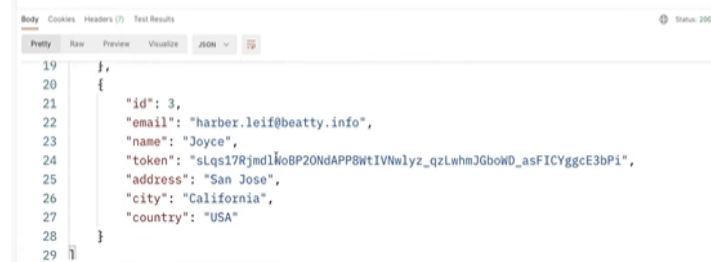 Body Cookies Headers (7) Test Results Status: 200
Pretty Raw Preview Visualize JSON
19 },
20 {
21 "id": 3,
22 "email": "harber.leif@beatty.info",
23 "name": "Joyce",
24 "token": "sLqs17RjmdlNoBP2ONdAPP8WtIVNwlyz_qzLwhmJGboWD_asFICYggcE3bPi",
25 "address": "San Jose",
26 "city": "California",
27 "country": "USA"
28 }
29 ]